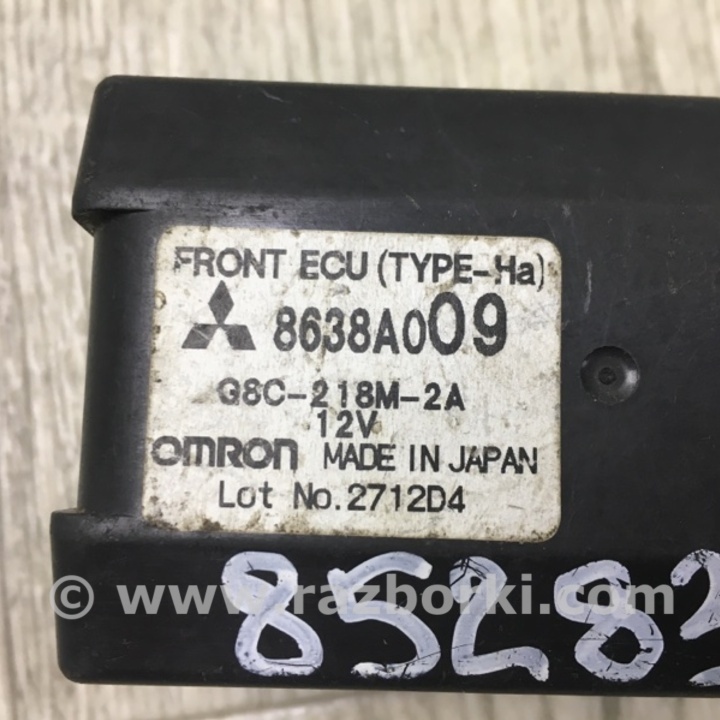 FRONT ECU (TYPE-Ha)
8638A009
G8C-218M-2A
12V
OMRON MADE IN JAPAN
Lot No.2712D4
85283
© www.razborki.com